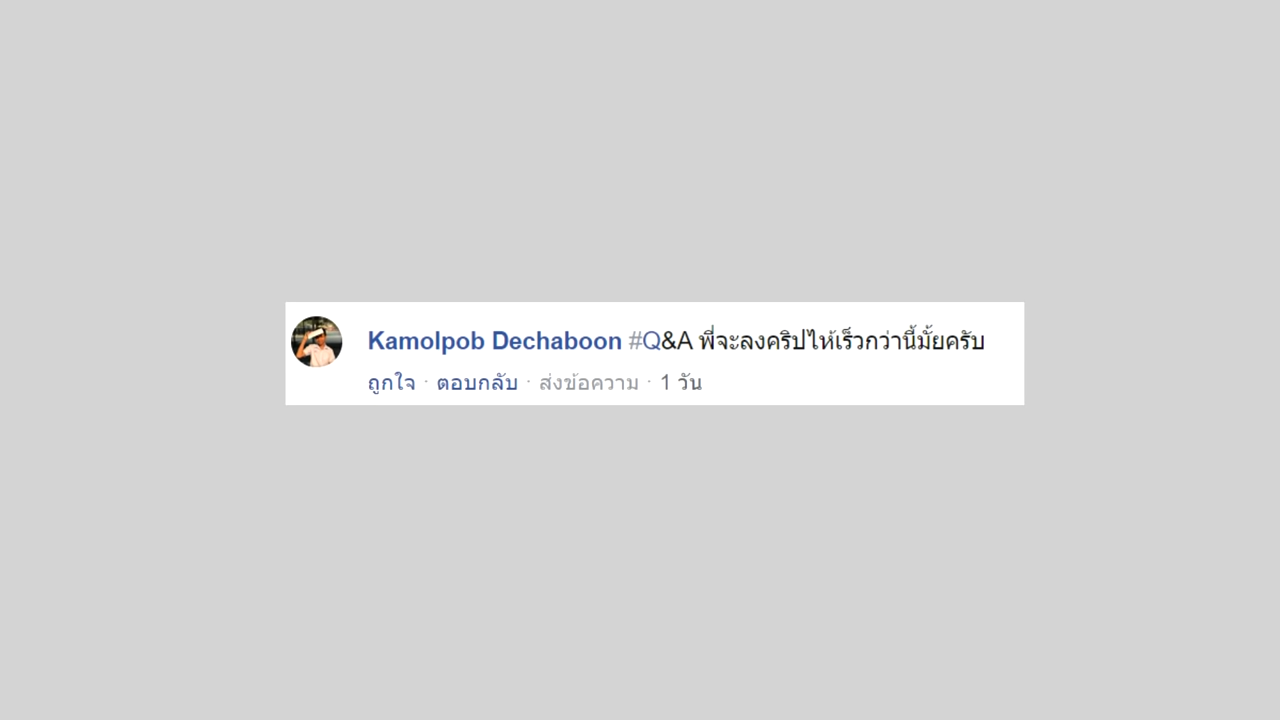 Kamolpob Dechaboon #Q&A พี่จะลงคริปไห้เร็วกว่านี้มั้ยครับ
ถูกใจ · ตอบกลับ · ส่งข้อความ · 1 วัน